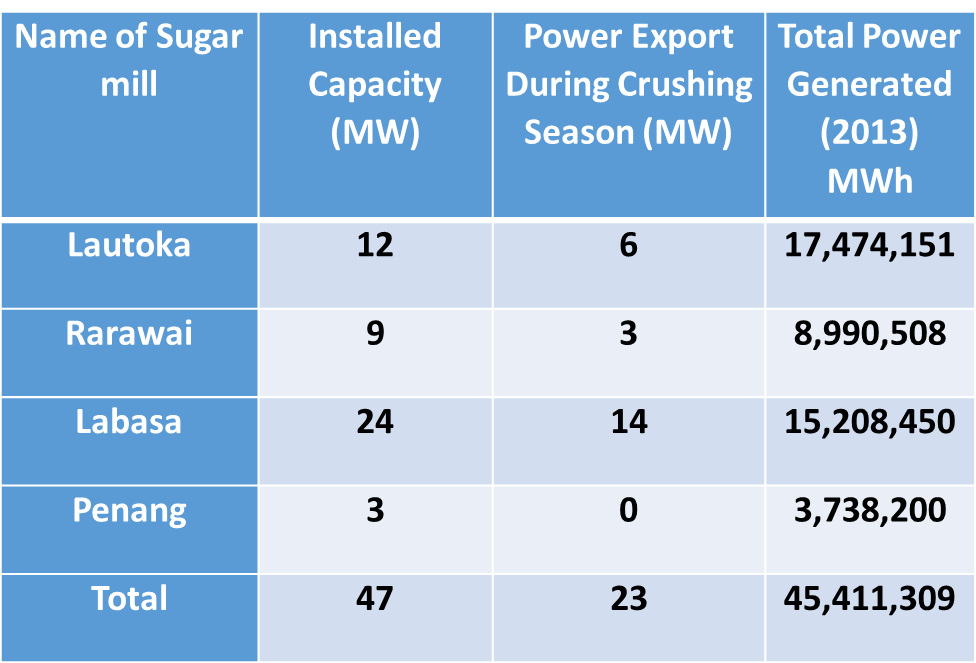 Name of Sugar
mill
Installed
Capacity
(MW)
Power Export
During Crushing
Season (MW)
Total Power
Generated
(2013)
MWh
Lautoka 12 6 17,474,151
Rarawai 9 3 8,990,508
Labasa 24 14 15,208,450
Penang 3 0 3,738,200
Total 47 23 45,411,309